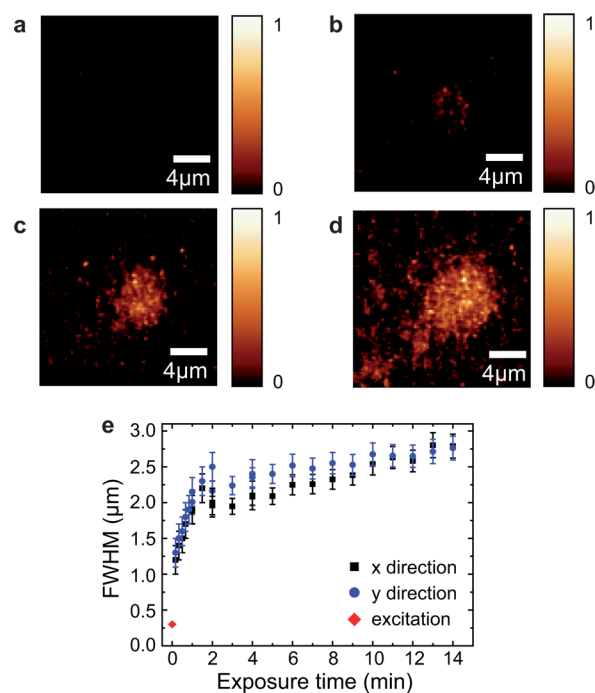 a
1
4μm
0
b
1
4μm
0
c
1
4μm
0
d
1
4μm
0
e
3.0
2.5
2.0
1.5
1.0
0.5
0.0
FWHM (μm)
x direction
y direction
excitation
0 2 4 6 8 10 12 14
Exposure time (min)